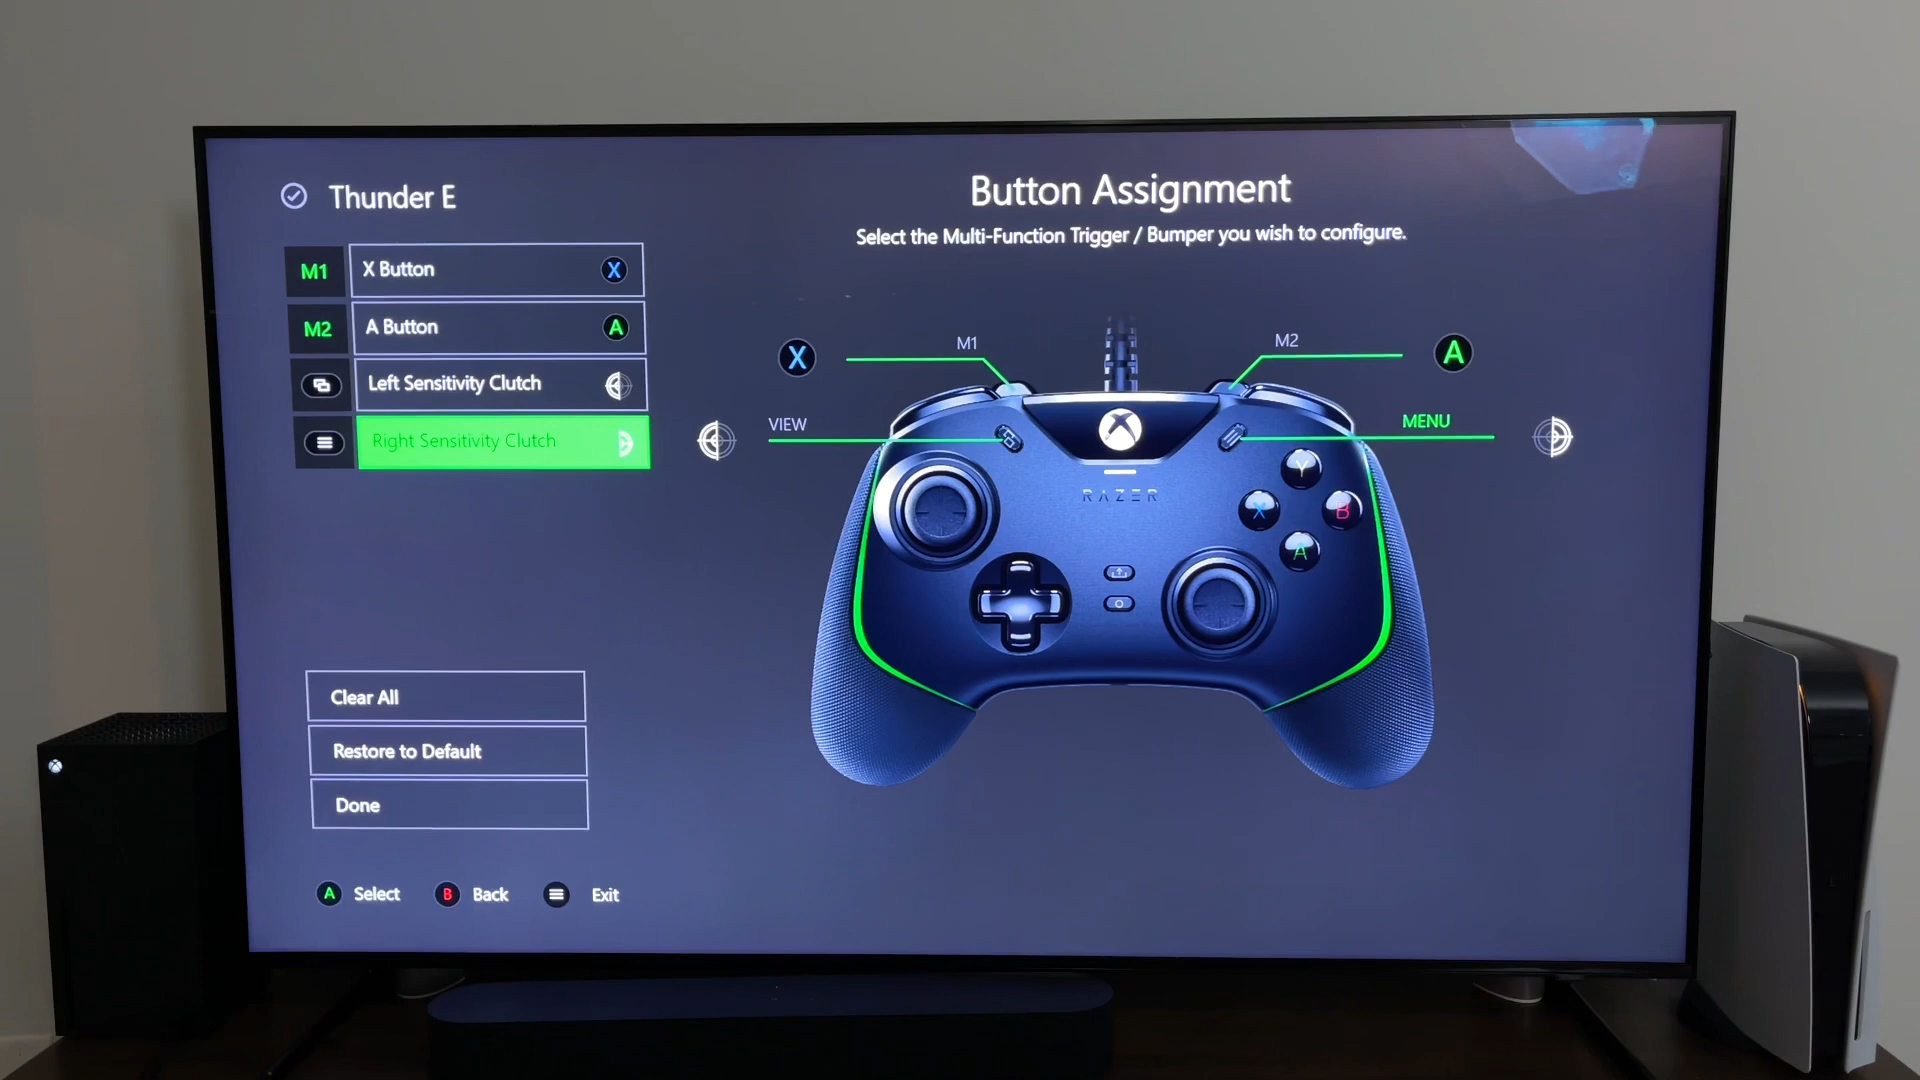 Thunder E
M1 X Button X
M2 A Button A
Left Sensitivity Clutch
Right Sensitivity Clutch
Clear All
Restore to Default
Done
A Select B Back Exit
Button Assignment
Select the Multi-Function Trigger / Bumper you wish to configure.
X M1 M2 A
VIEW MENU
RAZER
Y
X B
A